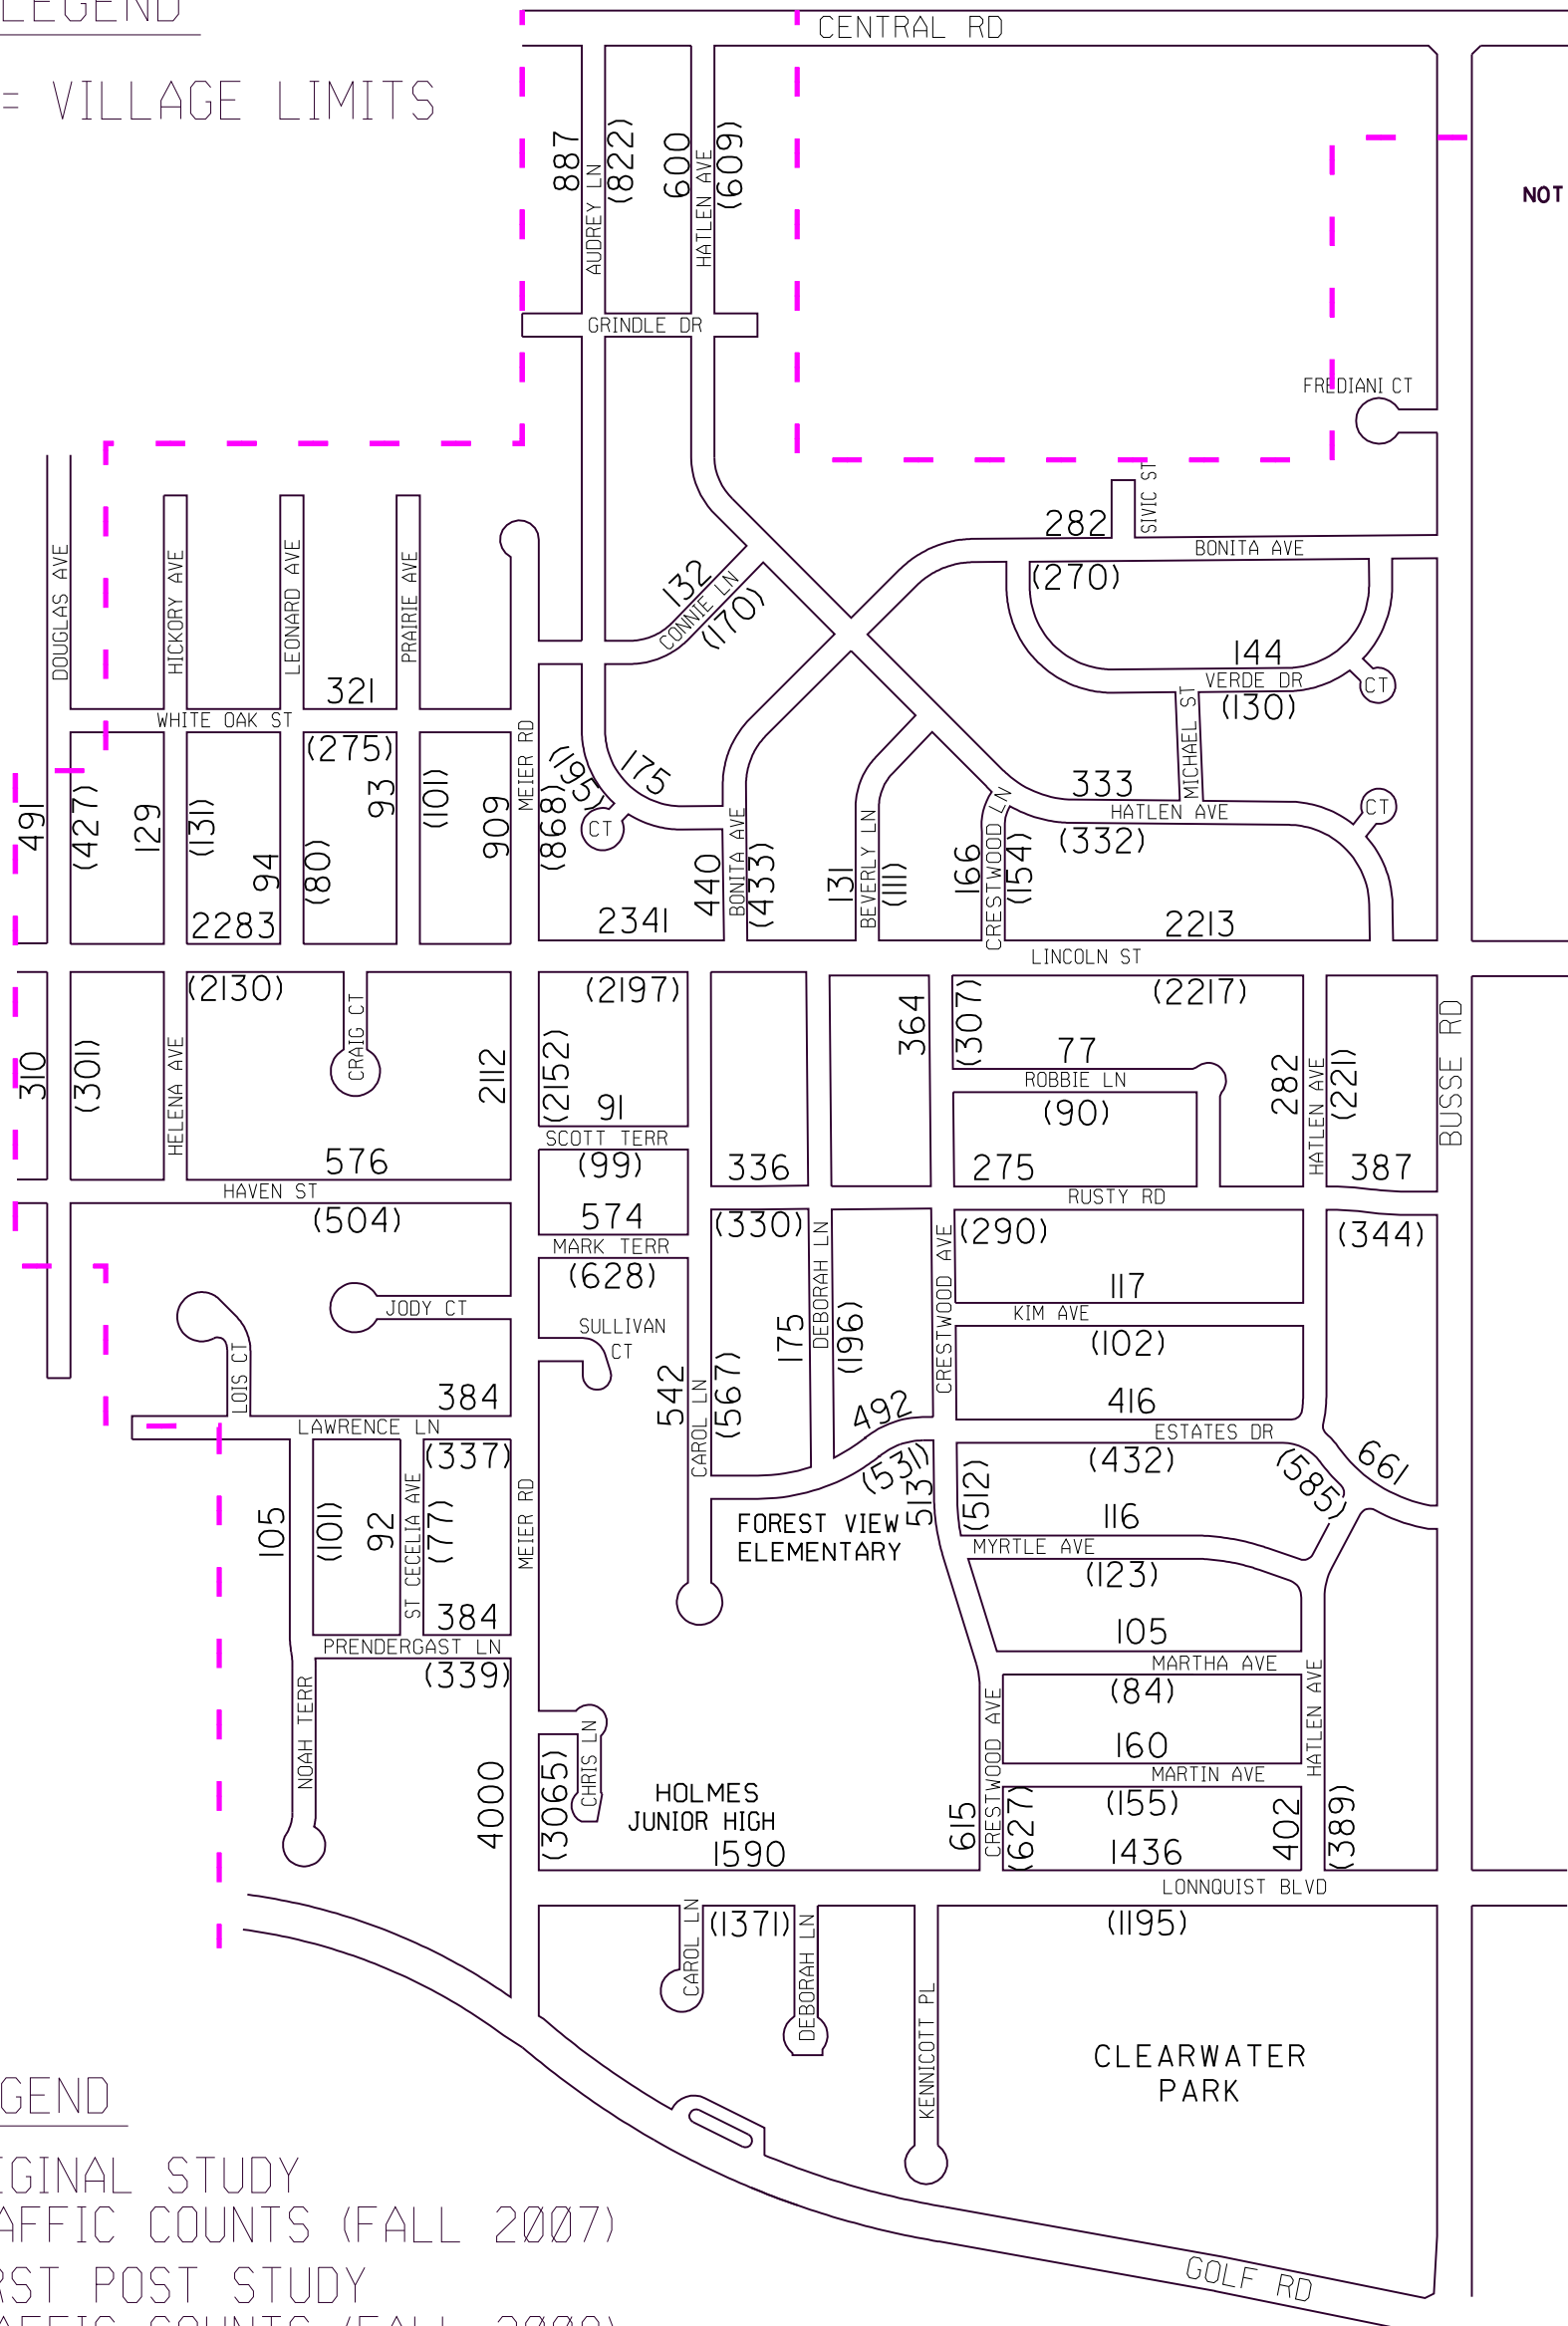 LEGEND
= VILLAGE LIMITS
CENTRAL RD
NOT
887
AUDREY LN
(822)
600
HATLEN AVE
(609)
GRINDLE DR
FREDIANI CT
SIVIC ST
282
BONITA AVE
(270)
132
CONNIE LN
(170)
DOUGLAS AVE
HICKORY AVE
LEONARD AVE
PRAIRIE AVE
144
VERDE DR
(130)
CT
321
WHITE OAK ST
(275)
MEIER RD
MICHAEL ST
(195)
175
CT
333
HATLEN AVE
(332)
CT
491
(427)
129
(131)
94
(80)
93
(101)
909
(868)
440
BONITA AVE
(433)
131
BEVERLY LN
(111)
166
CRESTWOOD LN
(154)
2283
2341
2213
LINCOLN ST
(2130)
(2197)
(2217)
CRAIG CT
310
(301)
HELENA AVE
2112
(2152)
364
(307)
77
ROBBIE LN
(90)
282
HATLEN AVE
(221)
BUSSE RD
91
SCOTT TERR
(99)
576
HAVEN ST
(504)
336
(330)
275
RUSTY RD
(290)
387
(344)
574
MARK TERR
(628)
JODY CT
SULLIVAN
CT
LOIS CT
542
CAROL LN
(567)
175
DEBORAH LN
(196)
CRESTWOOD AVE
117
KIM AVE
(102)
384
LAWRENCE LN
(337)
492
(531)
416
ESTATES DR
(432)
(585)
661
105
(101)
92
ST CECELIA AVE
(77)
MEIER RD
FOREST VIEW
ELEMENTARY
513
(512)
116
MYRTLE AVE
(123)
384
PRENDERGAST LN
(339)
105
MARTHA AVE
(84)
NOAH TERR
CHRIS LN
CRESTWOOD AVE
HATLEN AVE
160
MARTIN AVE
(155)
4000
(3065)
HOLMES
JUNIOR HIGH
1590
615
(627)
1436
402
(389)
LONNQUIST BLVD
(1371)
(1195)
CAROL LN
DEBORAH LN
KENNICOTT PL
CLEARWATER
PARK
GOLF RD
GEND
IGINAL STUDY
AFFIC COUNTS (FALL 2007)
RST POST STUDY